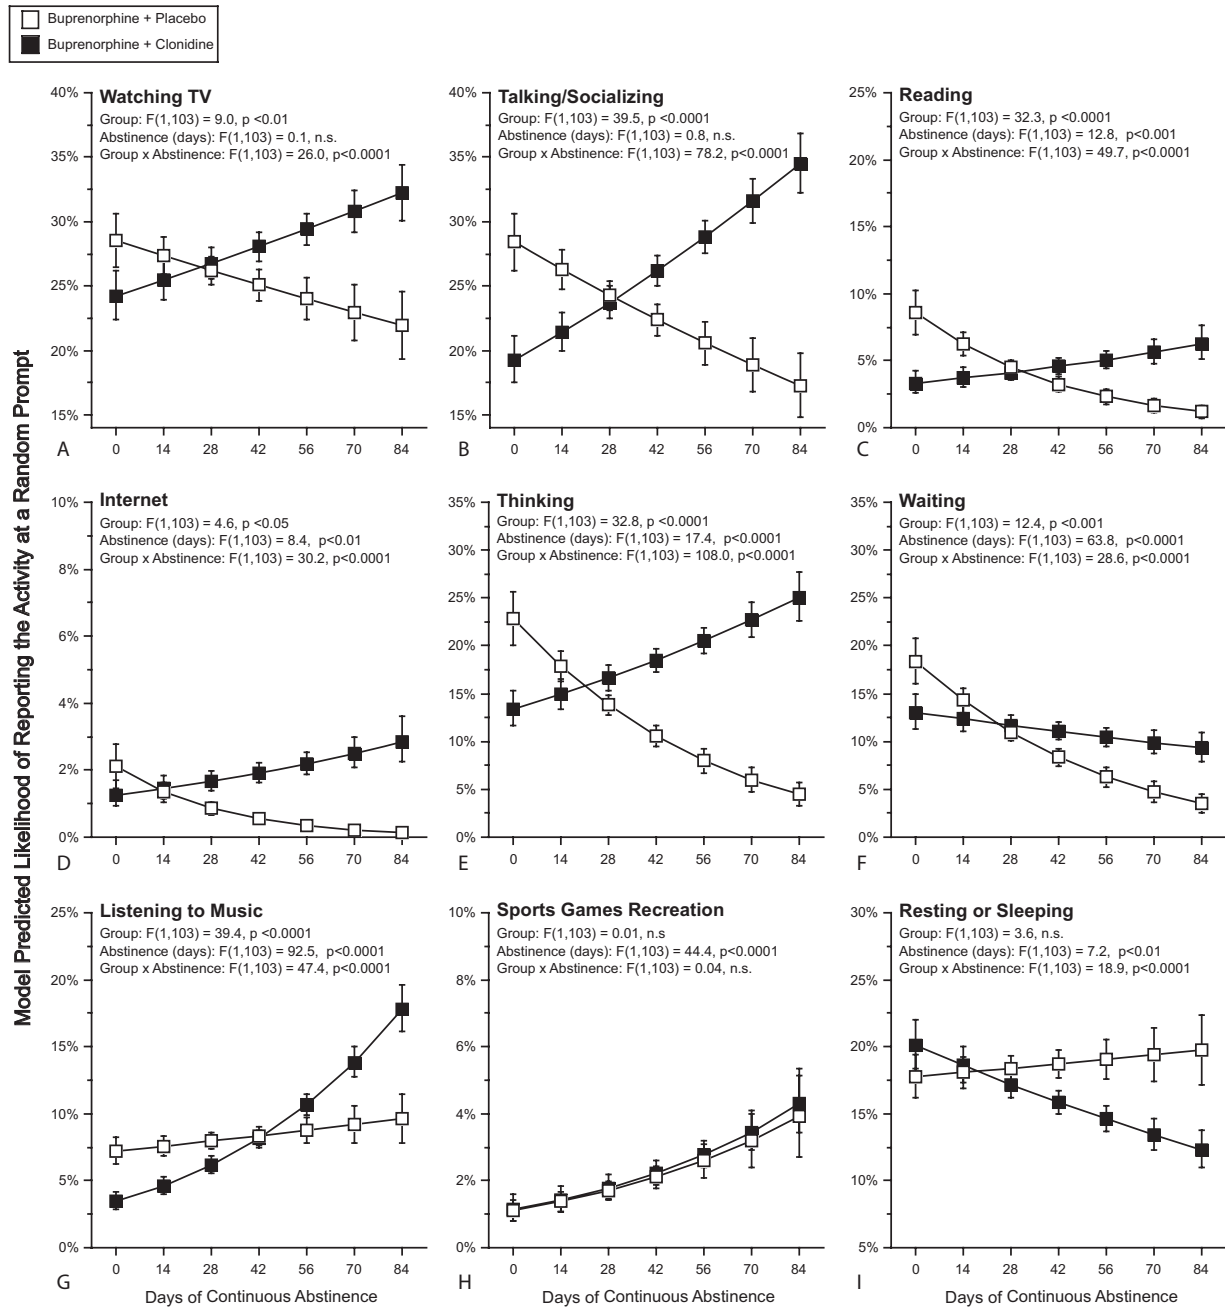 Buprenorphine + Placebo
Buprenorphine + Clonidine
Model Predicted Likelihood of Reporting the Activity at a Random Prompt
Watching TV
Group: F(1,103) = 9.0, p <0.01
Abstinence (days): F(1,103) = 0.1, n.s.
Group x Abstinence: F(1,103) = 26.0, p<0.0001
40%
35%
30%
25%
20%
15%
0 14 28 42 56 70 84
A
Talking/Socializing
Group: F(1,103) = 39.5, p <0.0001
Abstinence (days): F(1,103) = 0.8, n.s.
Group x Abstinence: F(1,103) = 78.2, p<0.0001
40%
35%
30%
25%
20%
15%
0 14 28 42 56 70 84
B
Reading
Group: F(1,103) = 32.3, p <0.0001
Abstinence (days): F(1,103) = 12.8, p<0.001
Group x Abstinence: F(1,103) = 49.7, p<0.0001
25%
20%
15%
10%
5%
0%
0 14 28 42 56 70 84
C
Internet
Group: F(1,103) = 4.6, p <0.05
Abstinence (days): F(1,103) = 8.4, p<0.01
Group x Abstinence: F(1,103) = 30.2, p<0.0001
10%
8%
6%
4%
2%
0%
0 14 28 42 56 70 84
D
Thinking
Group: F(1,103) = 32.8, p <0.0001
Abstinence (days): F(1,103) = 17.4, p<0.0001
Group x Abstinence: F(1,103) = 108.0, p<0.0001
35%
30%
25%
20%
15%
10%
5%
0%
0 14 28 42 56 70 84
E
Waiting
Group: F(1,103) = 12.4, p <0.001
Abstinence (days): F(1,103) = 63.8, p<0.0001
Group x Abstinence: F(1,103) = 28.6, p<0.0001
35%
30%
25%
20%
15%
10%
5%
0%
0 14 28 42 56 70 84
F
Listening to Music
Group: F(1,103) = 39.4, p <0.0001
Abstinence (days): F(1,103) = 92.5, p<0.0001
Group x Abstinence: F(1,103) = 47.4, p<0.0001
25%
20%
15%
10%
5%
0%
0 14 28 42 56 70 84
G
Days of Continuous Abstinence
Sports Games Recreation
Group: F(1,103) = 0.01, n.s
Abstinence (days): F(1,103) = 44.4, p<0.0001
Group x Abstinence: F(1,103) = 0.04, n.s.
10%
8%
6%
4%
2%
0%
0 14 28 42 56 70 84
H
Days of Continuous Abstinence
Resting or Sleeping
Group: F(1,103) = 3.6, n.s.
Abstinence (days): F(1,103) = 7.2, p<0.01
Group x Abstinence: F(1,103) = 18.9, p<0.0001
30%
25%
20%
15%
10%
5%
0 14 28 42 56 70 84
I
Days of Continuous Abstinence